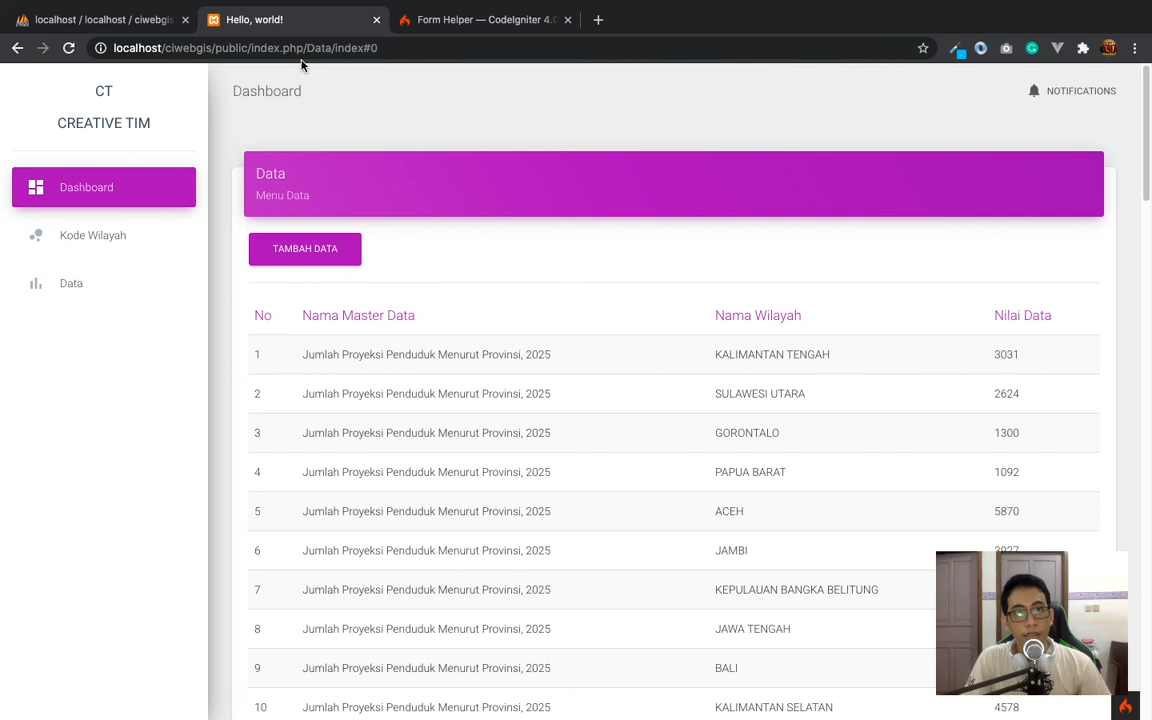 localhost / localhost / ciwebgis
Hello, world!
Form Helper — CodeIgniter 4.0
localhost/ciwebgis/public/index.php/Data/index#0
CT
CREATIVE TIM
Dashboard
Kode Wilayah
Data
Dashboard
NOTIFICATIONS
Data
Menu Data
TAMBAH DATA
No Nama Master Data Nama Wilayah Nilai Data
1 Jumlah Proyeksi Penduduk Menurut Provinsi, 2025 KALIMANTAN TENGAH 3031
2 Jumlah Proyeksi Penduduk Menurut Provinsi, 2025 SULAWESI UTARA 2624
3 Jumlah Proyeksi Penduduk Menurut Provinsi, 2025 GORONTALO 1300
4 Jumlah Proyeksi Penduduk Menurut Provinsi, 2025 PAPUA BARAT 1092
5 Jumlah Proyeksi Penduduk Menurut Provinsi, 2025 ACEH 5870
6 Jumlah Proyeksi Penduduk Menurut Provinsi, 2025 JAMBI
7 Jumlah Proyeksi Penduduk Menurut Provinsi, 2025 KEPULAUAN BANGKA BELITUNG
8 Jumlah Proyeksi Penduduk Menurut Provinsi, 2025 JAWA TENGAH
9 Jumlah Proyeksi Penduduk Menurut Provinsi, 2025 BALI
10 Jumlah Proyeksi Penduduk Menurut Provinsi, 2025 KALIMANTAN SELATAN 4578